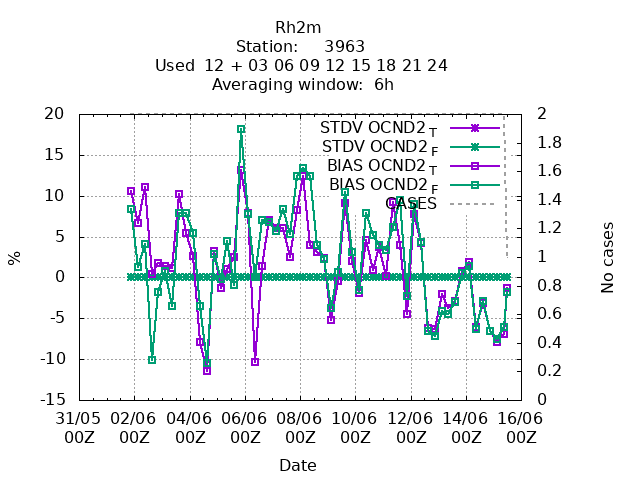 Rh2m
Station: 3963
Used 12 + 03 06 09 12 15 18 21 24
Averaging window: 6h
STDV OCND2 T
STDV OCND2 F
BIAS OCND2 T
BIAS OCND2 F
CASES
20
15
10
5
0
-5
-10
-15
%
2
1.8
1.6
1.4
1.2
1
0.8
0.6
0.4
0.2
0
No cases
31/05 02/06 04/06 06/06 08/06 10/06 12/06 14/06 16/06
00Z 00Z 00Z 00Z 00Z 00Z 00Z 00Z 00Z
Date